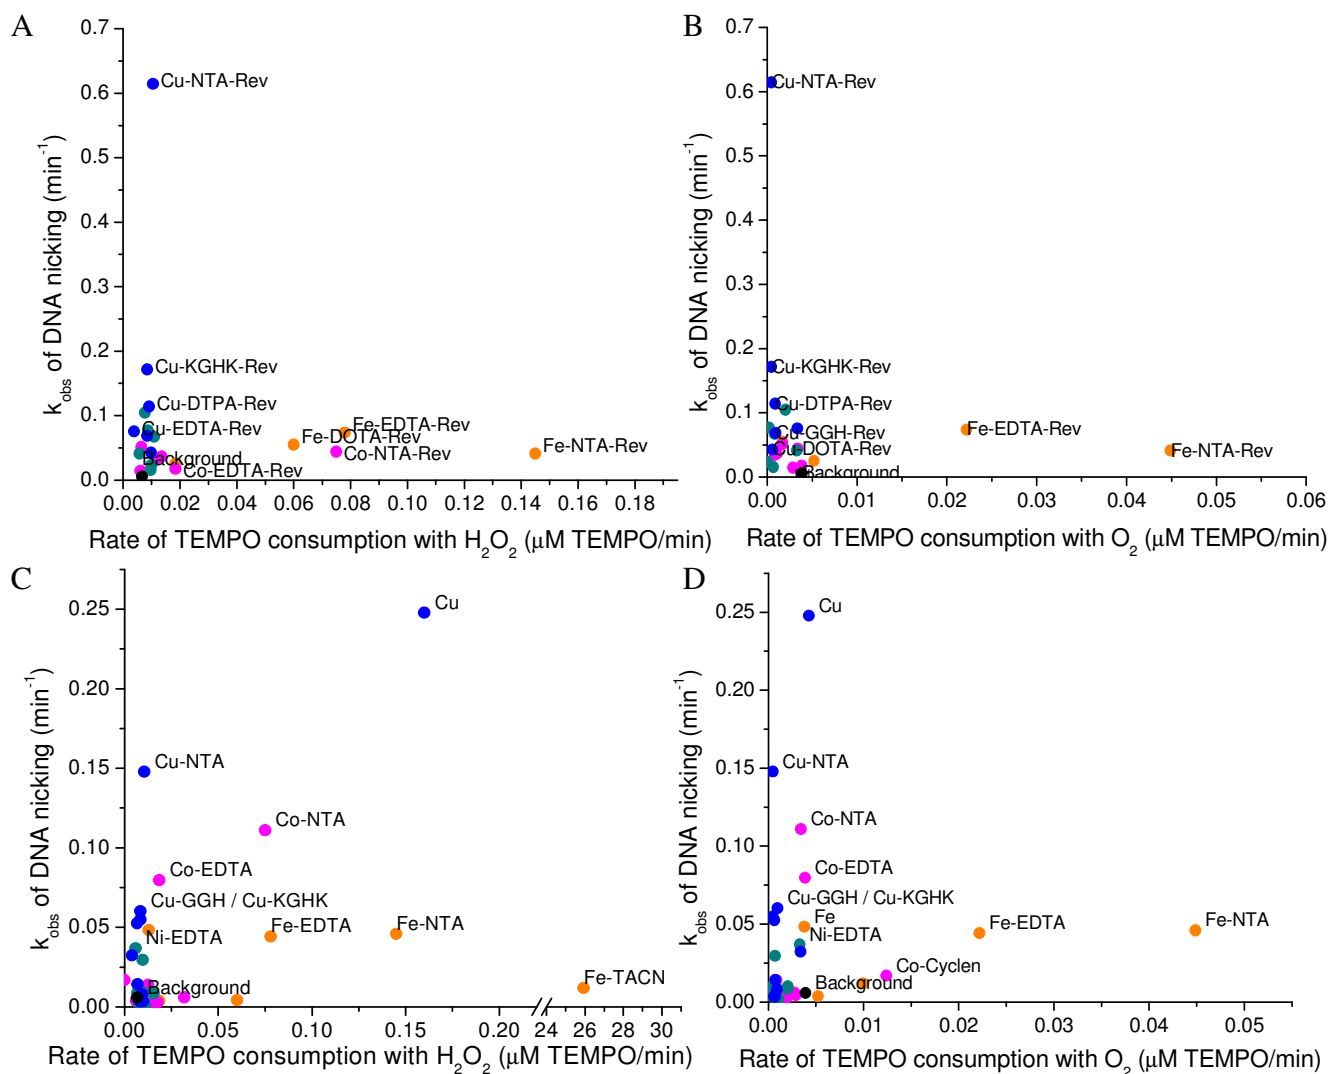 A
0.7
0.6
0.5
0.4
0.3
0.2
0.1
0.0
k_obs of DNA nicking (min⁻¹)
Cu-NTA-Rev
Cu-KGHK-Rev
Cu-DTPA-Rev
Cu-EDTA-Rev
Fe-EDTA-Rev
Fe-DOTA-Rev
Fe-NTA-Rev
Co-NTA-Rev
Background
Co-EDTA-Rev
0.00 0.02 0.04 0.06 0.08 0.10 0.12 0.14 0.16 0.18
Rate of TEMPO consumption with H₂O₂ (μM TEMPO/min)
B
0.7
0.6
0.5
0.4
0.3
0.2
0.1
0.0
k_obs of DNA nicking (min⁻¹)
Cu-NTA-Rev
Cu-KGHK-Rev
Cu-DTPA-Rev
Cu-GGH-Rev
Fe-EDTA-Rev
Cu-DOTA-Rev
Fe-NTA-Rev
Background
0.00 0.01 0.02 0.03 0.04 0.05 0.06
Rate of TEMPO consumption with O₂ (μM TEMPO/min)
C
0.25
0.20
0.15
0.10
0.05
0.00
k_obs of DNA nicking (min⁻¹)
Cu
Cu-NTA
Co-NTA
Co-EDTA
Cu-GGH / Cu-KGHK
Fe-EDTA
Fe-NTA
Ni-EDTA
Fe-TACN
Background
0.00 0.05 0.10 0.15 0.20 24 26 28 30
Rate of TEMPO consumption with H₂O₂ (μM TEMPO/min)
D
0.25
0.20
0.15
0.10
0.05
0.00
k_obs of DNA nicking (min⁻¹)
Cu
Cu-NTA
Co-NTA
Co-EDTA
Cu-GGH / Cu-KGHK
Fe
Fe-EDTA
Fe-NTA
Ni-EDTA
Co-Cyclen
Background
0.00 0.01 0.02 0.03 0.04 0.05
Rate of TEMPO consumption with O₂ (μM TEMPO/min)